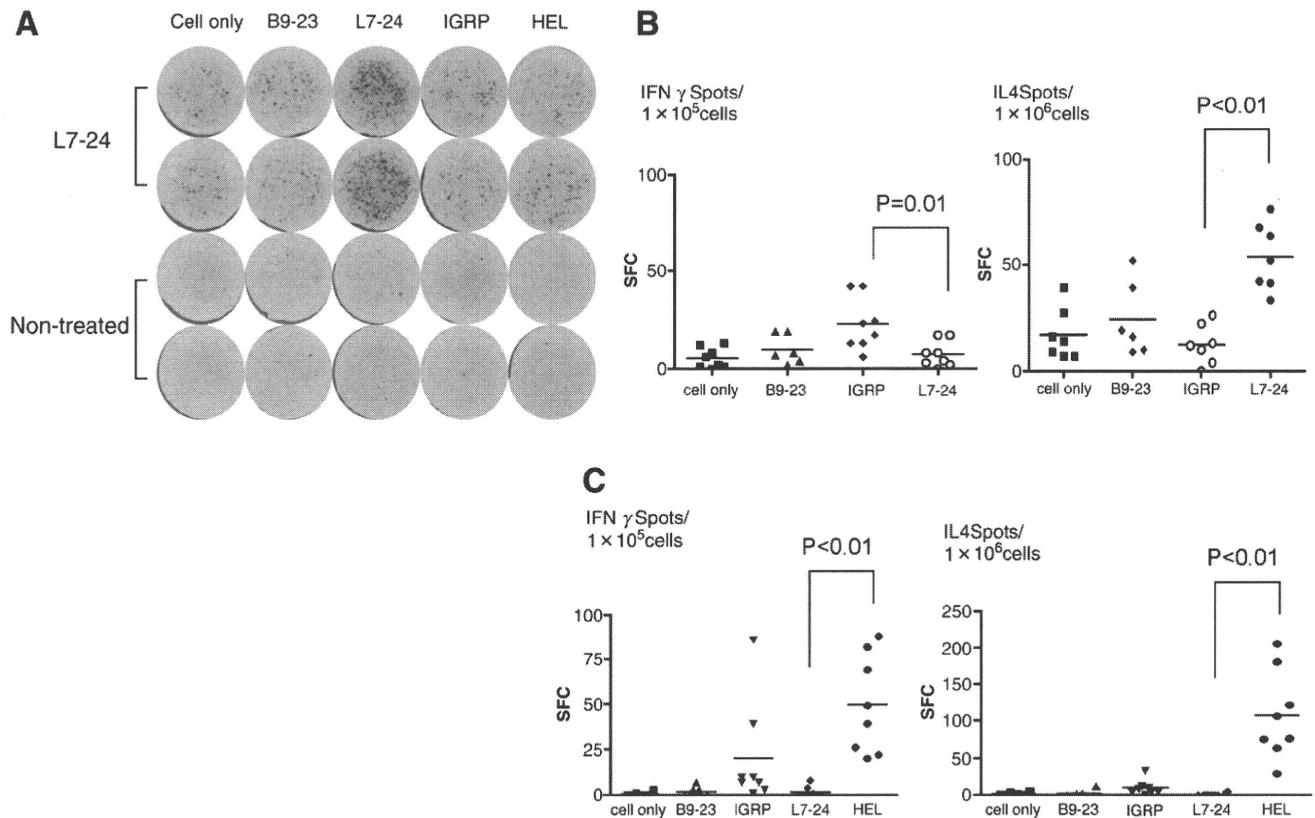 A
Cell only B9-23 L7-24 IGRP HEL
L7-24
Non-treated
B
IFN γ Spots/
1 × 10⁵cells
P=0.01
SFC
100
50
0
cell only B9-23 IGRP L7-24
IL4Spots/
1 × 10⁶cells
P<0.01
SFC
100
50
0
cell only B9-23 IGRP L7-24
C
IFN γ Spots/
1 × 10⁵cells
P<0.01
SFC
100
75
50
25
0
cell only B9-23 IGRP L7-24 HEL
IL4Spots/
1 × 10⁶cells
P<0.01
SFC
250
200
150
100
50
0
cell only B9-23 IGRP L7-24 HEL